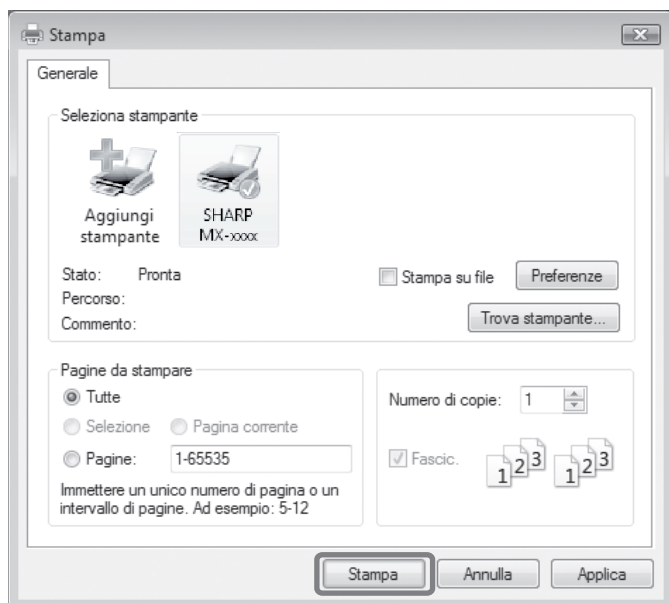 Stampa
Generale
Seleziona stampante
Aggiungi
stampante
SHARP
MX-xxxx
Stato: Pronta
Percorso:
Commento:
Stampa su file
Preferenze
Trova stampante...
Pagine da stampare
Tutte
Selezione Pagina corrente
Pagine: 1-65535
Immettere un unico numero di pagina o un
intervallo di pagine. Ad esempio: 5-12
Numero di copie: 1
Fascic.
1 2 3 1 2 3
Stampa Annulla Applica